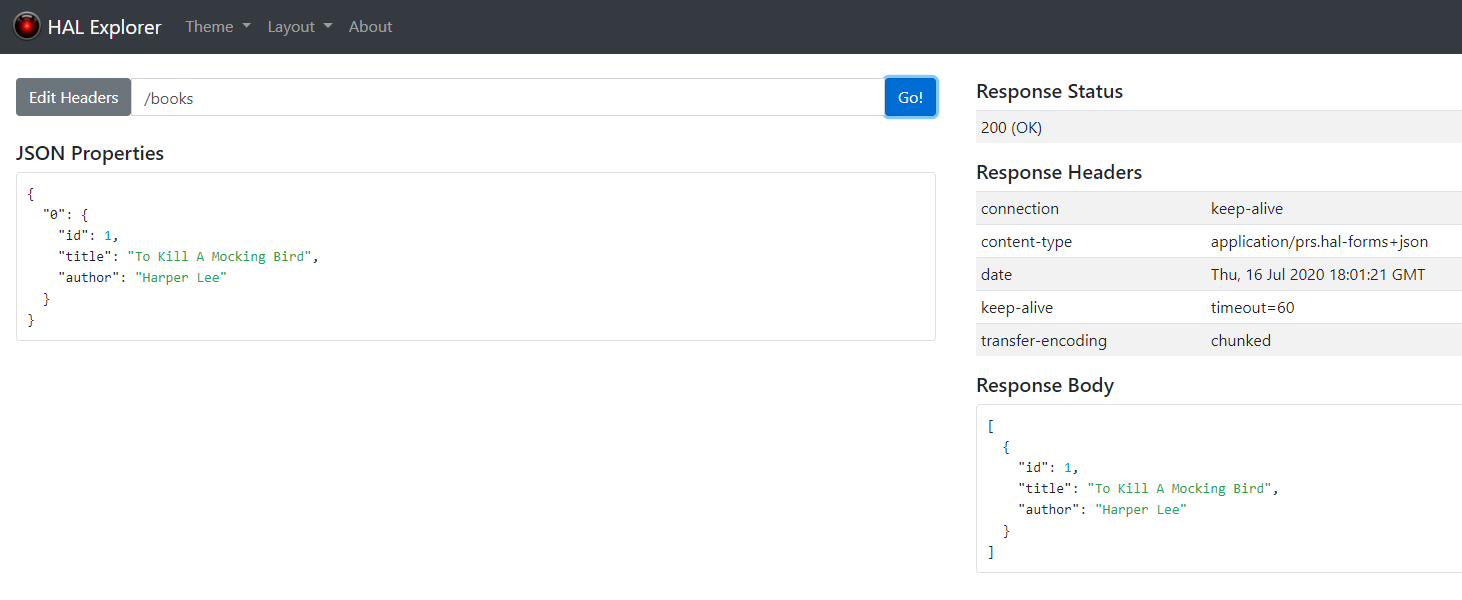 HAL Explorer Theme Layout About
Edit Headers /books Go!
JSON Properties
{
"0": {
"id": 1,
"title": "To Kill A Mocking Bird",
"author": "Harper Lee"
}
}
Response Status
200 (OK)
Response Headers
connection keep-alive
content-type application/prs.hal-forms+json
date Thu, 16 Jul 2020 18:01:21 GMT
keep-alive timeout=60
transfer-encoding chunked
Response Body
[
{
"id": 1,
"title": "To Kill A Mocking Bird",
"author": "Harper Lee"
}
]